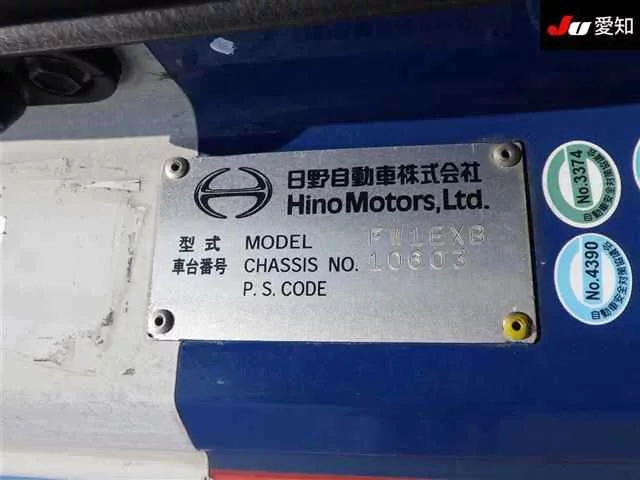 JU 愛知
日野自動車株式会社
Hino Motors, Ltd.
型式 MODEL FW1EXB
車台番号 CHASSIS NO. 10603
P. S. CODE
No.3374
No.4390